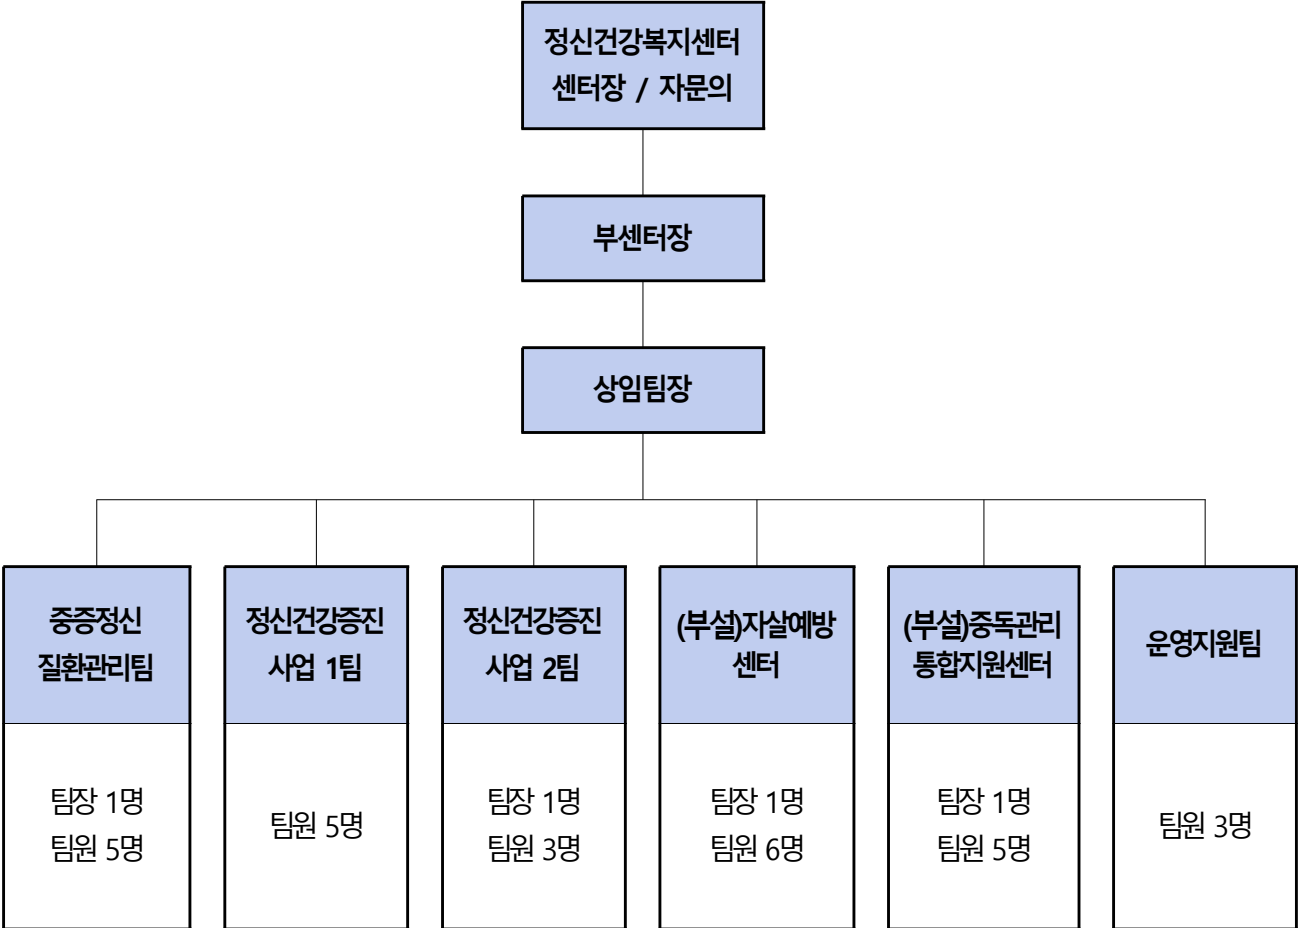 정신건강복지센터
센터장 / 자문의
부센터장
상임팀장
중증정신
질환관리팀
팀장 1명
팀원 5명
정신건강증진
사업 1팀
팀원 5명
정신건강증진
사업 2팀
팀장 1명
팀원 3명
(부설)자살예방
센터
팀장 1명
팀원 6명
(부설)중독관리
통합지원센터
팀장 1명
팀원 5명
운영지원팀
팀원 3명